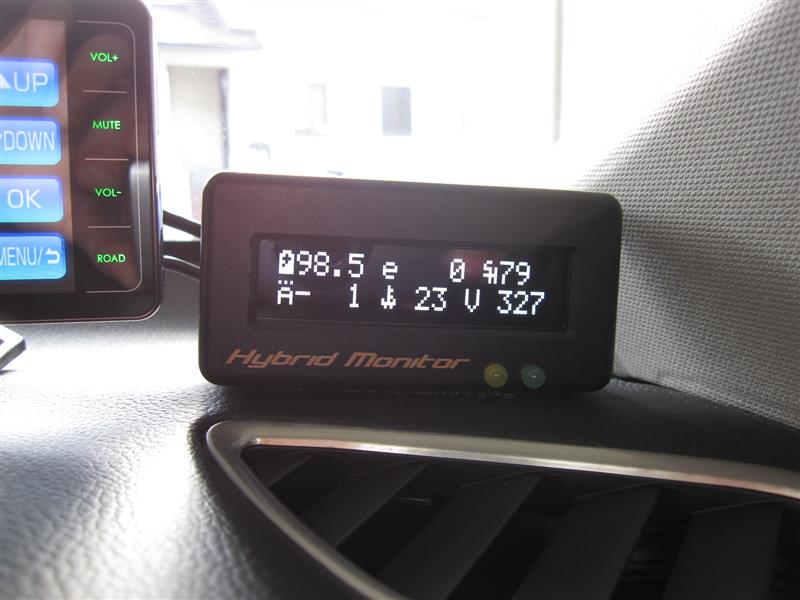 ▲UP
DOWN
OK
MENU/
VOL+
MUTE
VOL-
ROAD
98.5 e 0 79
Ä- 1 23 V 327
Hybrid Monitor